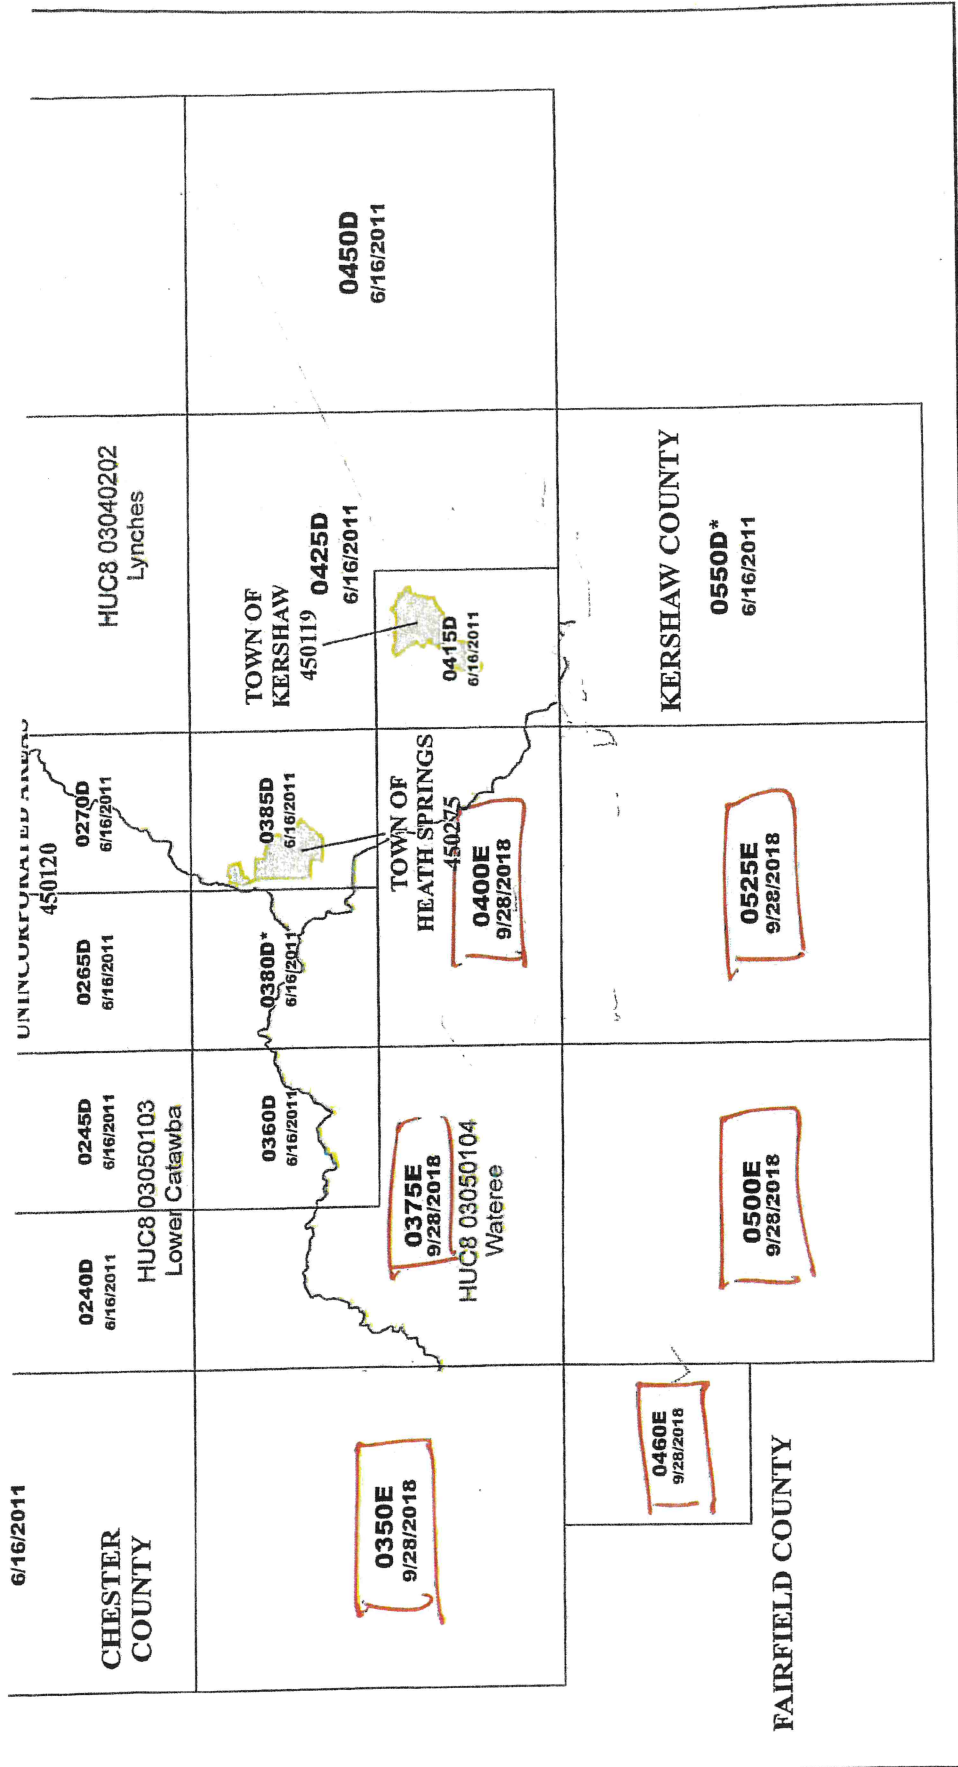 6/16/2011
CHESTER
COUNTY
0240D
6/16/2011
0245D
6/16/2011
HUC8 03050103
Lower Catawba
0265D
6/16/2011
UNINCORPORATED AREAS
450120
0270D
6/16/2011
HUC8 03040202
Lynches
0350E
9/28/2018
0360D
6/16/2011
0380D*
6/16/2011
0385D
6/16/2011
TOWN OF
KERSHAW
450119
0425D
6/16/2011
0450D
6/16/2011
0375E
9/28/2018
HUC8 03050104
Wateree
TOWN OF
HEATH SPRINGS
450275
0400E
9/28/2018
0415D
6/16/2011
0460E
9/28/2018
0500E
9/28/2018
0525E
9/28/2018
KERSHAW COUNTY
0550D*
6/16/2011
FAIRFIELD COUNTY